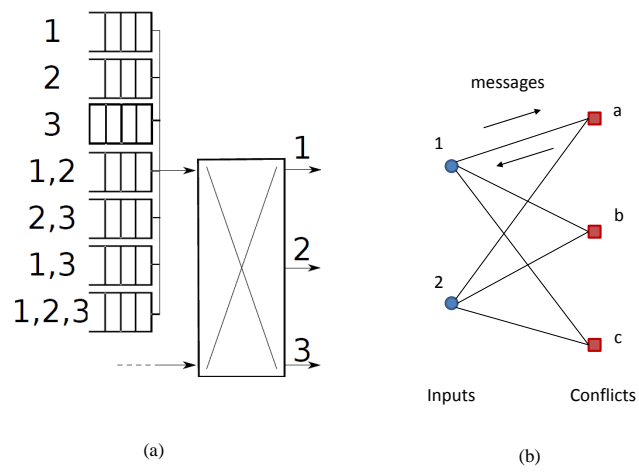 1
2
3
1,2
2,3
1,3
1,2,3
1
2
3
(a)
messages
1
2
a
b
c
Inputs
Conflicts
(b)